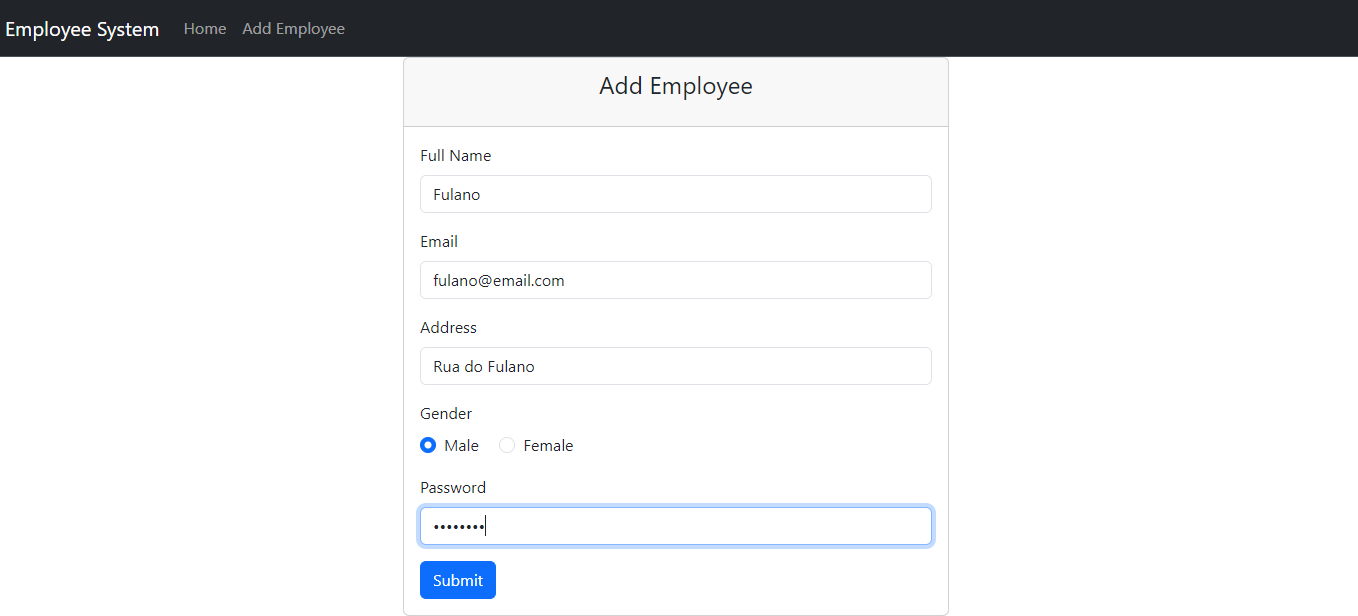 Employee System Home Add Employee
Add Employee
Full Name
Fulano
Email
fulano@email.com
Address
Rua do Fulano
Gender
Male Female
Password
••••••••
Submit